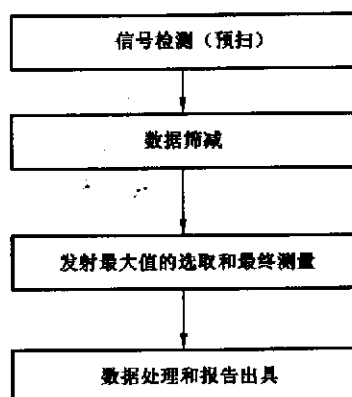 信号检测（预扫）
数据筛减
发射最大值的选取和最终测量
数据处理和报告出具